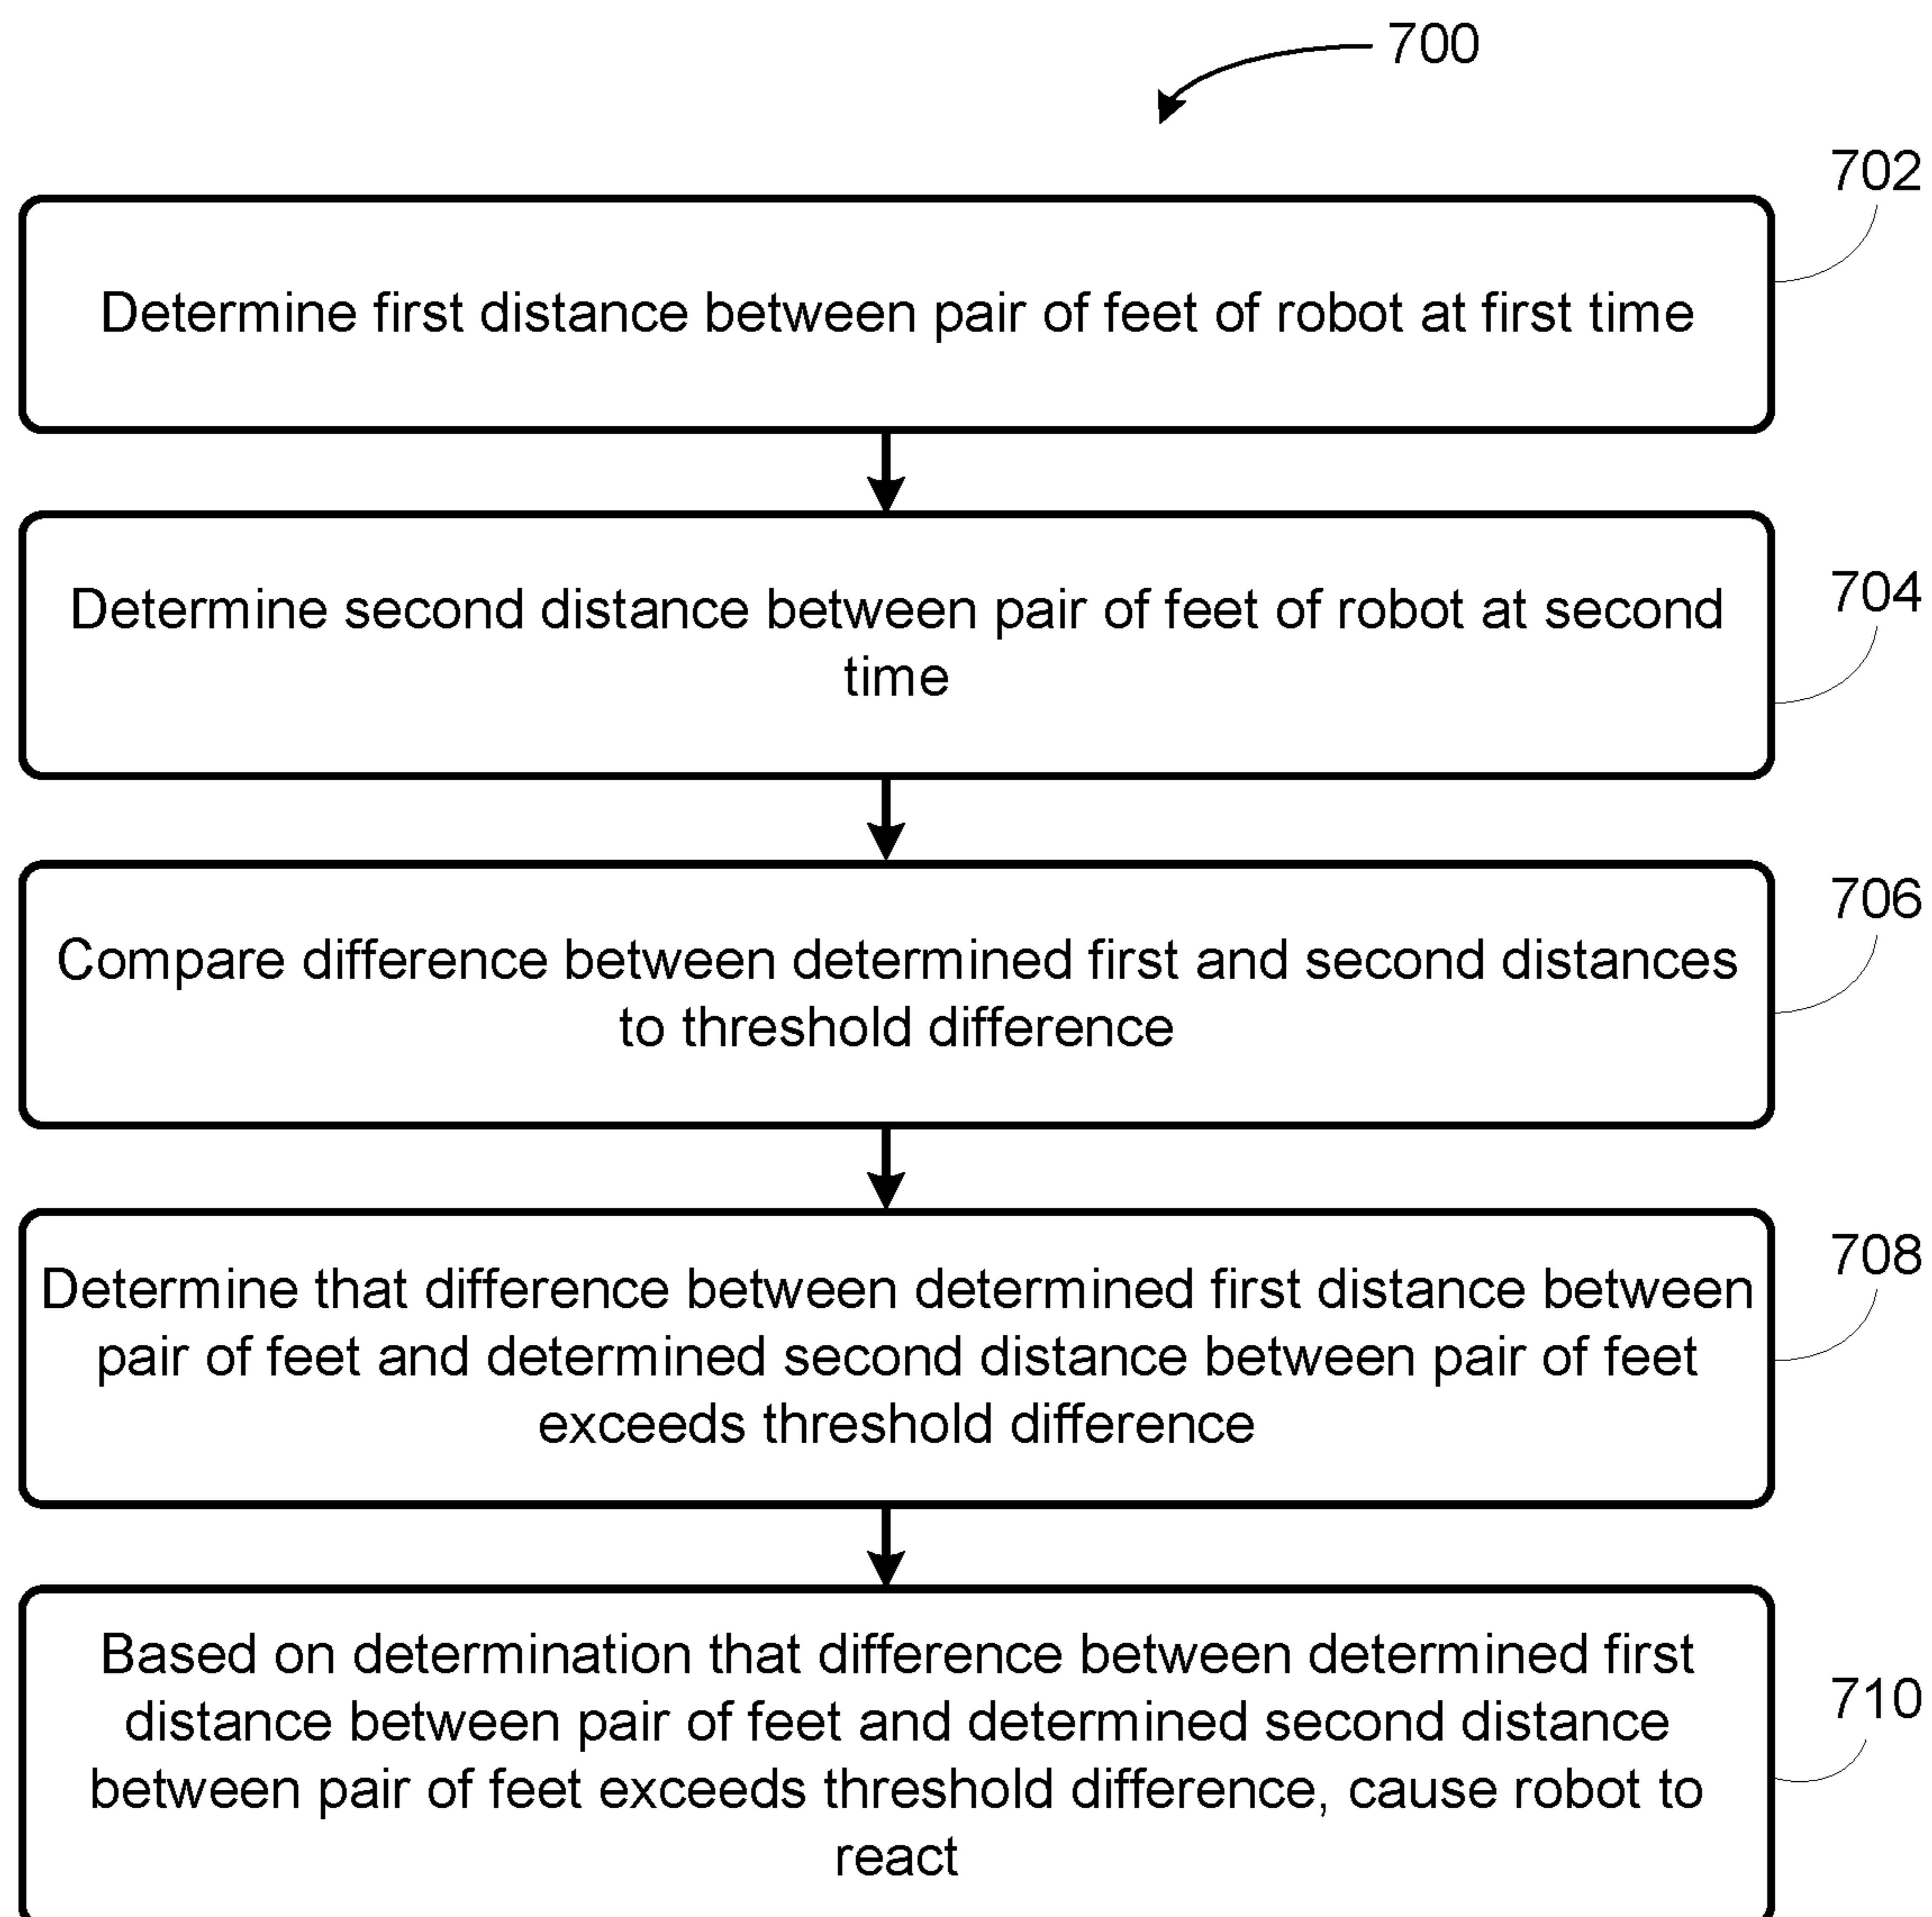 700
702
Determine first distance between pair of feet of robot at first time
704
Determine second distance between pair of feet of robot at second
time
706
Compare difference between determined first and second distances
to threshold difference
708
Determine that difference between determined first distance between
pair of feet and determined second distance between pair of feet
exceeds threshold difference
710
Based on determination that difference between determined first
distance between pair of feet and determined second distance
between pair of feet exceeds threshold difference, cause robot to
react